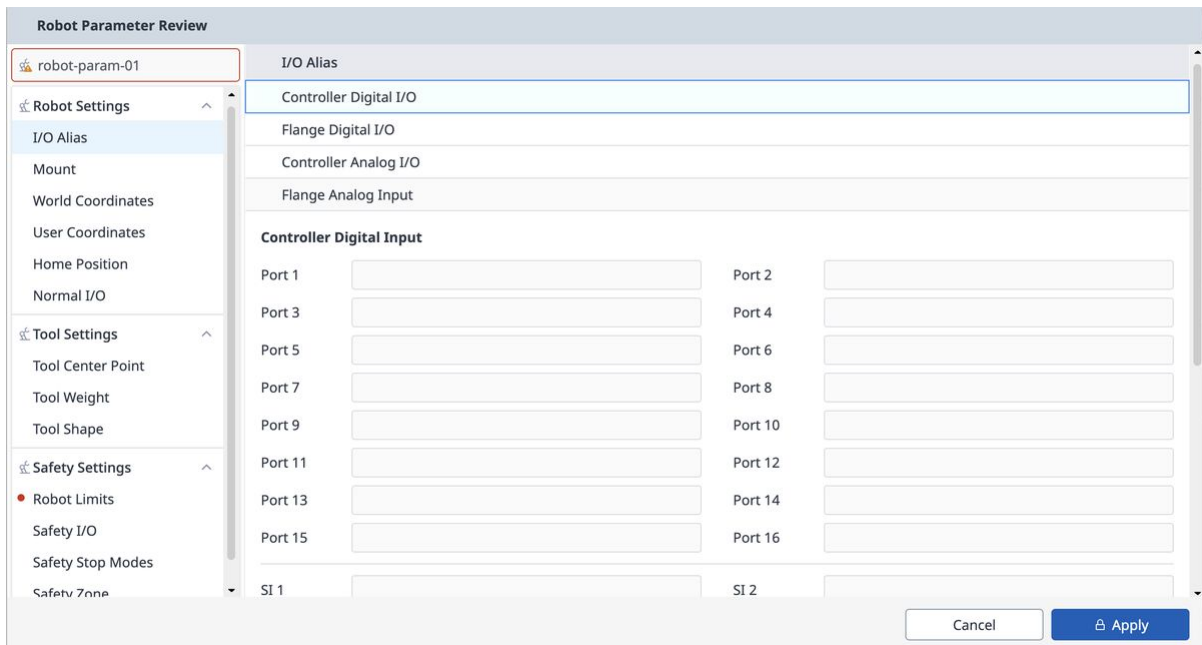 Robot Parameter Review
robot-param-01
Robot Settings
I/O Alias
Mount
World Coordinates
User Coordinates
Home Position
Normal I/O
Tool Settings
Tool Center Point
Tool Weight
Tool Shape
Safety Settings
Robot Limits
Safety I/O
Safety Stop Modes
Safety Zone
I/O Alias
Controller Digital I/O
Flange Digital I/O
Controller Analog I/O
Flange Analog Input
Controller Digital Input
Port 1 Port 2
Port 3 Port 4
Port 5 Port 6
Port 7 Port 8
Port 9 Port 10
Port 11 Port 12
Port 13 Port 14
Port 15 Port 16
SI 1 SI 2
Cancel Apply